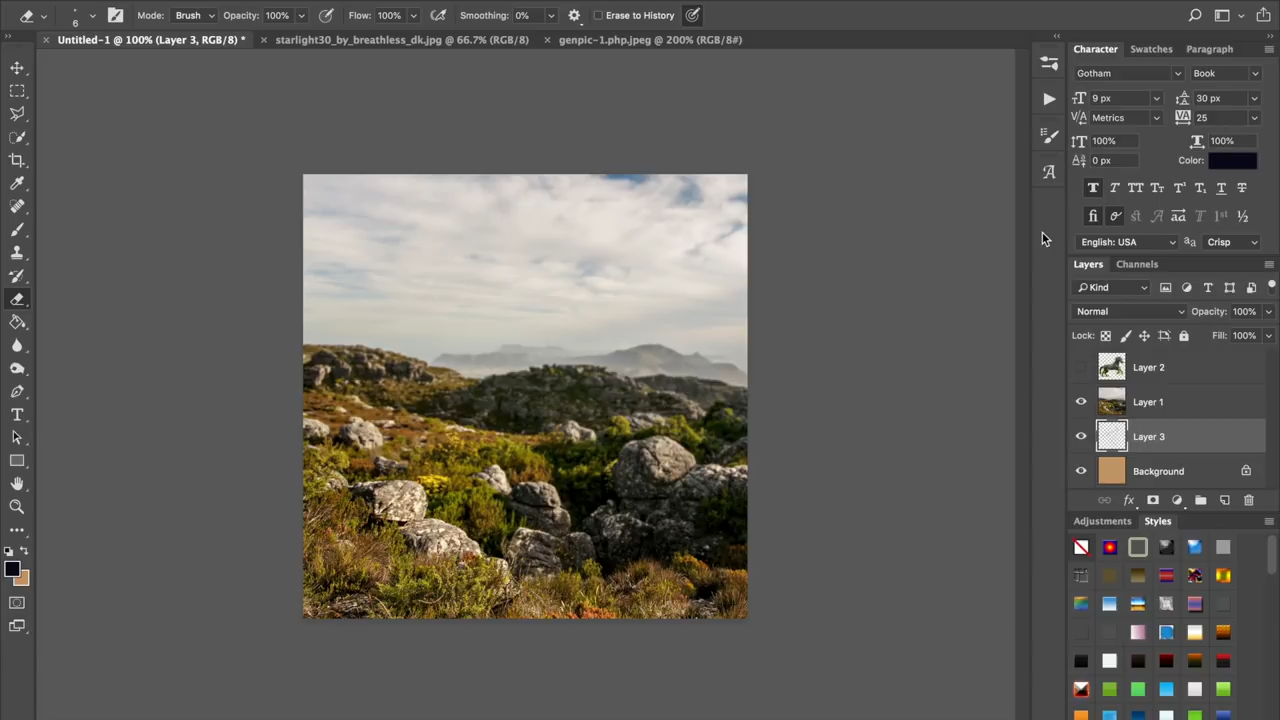 6 Mode: Brush Opacity: 100% Flow: 100% Smoothing: 0% Erase to History
Untitled-1 @ 100% (Layer 3, RGB/8) * starlight30_by_breathless_dk.jpg @ 66.7% (RGB/8) genpic-1.php.jpeg @ 200% (RGB/8#)
Character Swatches Paragraph
Gotham Book
9 px 30 px
Metrics 25
100% 100%
0 px Color:
English: USA Crisp
Layers Channels
Kind
Normal Opacity: 100%
Lock: Fill: 100%
Layer 2
Layer 1
Layer 3
Background
Adjustments Styles